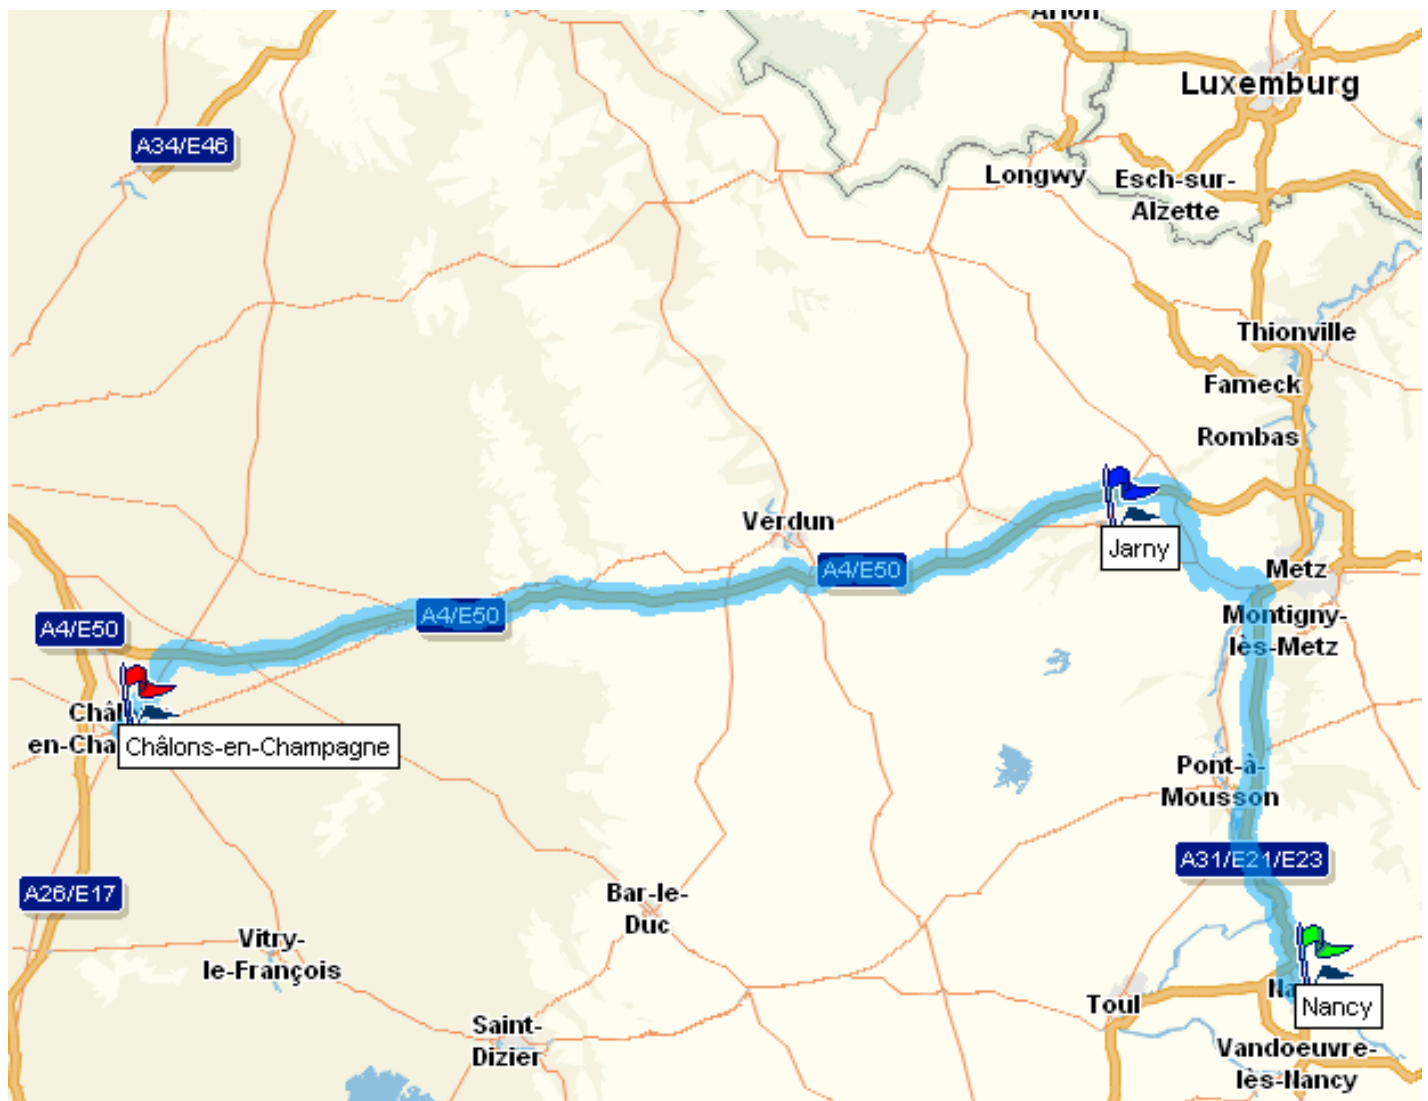 Arlon
Luxemburg
A34/E46
Longwy
Esch-sur-
Alzette
Thionville
Fameck
Rombas
Verdun
Jarny
A4/E50
Metz
A4/E50
A4/E50
Montigny-
lès-Metz
Châl
en-Cha
Châlons-en-Champagne
Pont-à-
Mousson
A31/E21/E23
A26/E17
Bar-le-
Duc
Vitry-
le-François
Na
Nancy
Toul
Saint-
Dizier
Vandoeuvre-
lès-Nancy